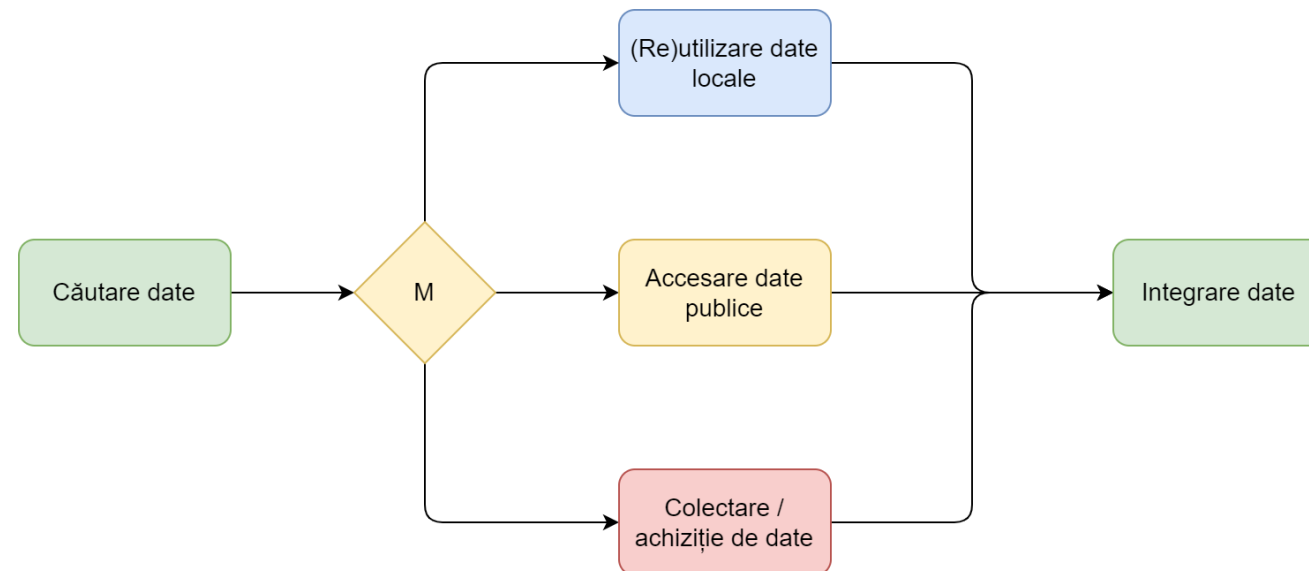 (Re)utilizare date
locale
Căutare date
M
Accesare date
publice
Integrare date
Colectare /
achiziție de date